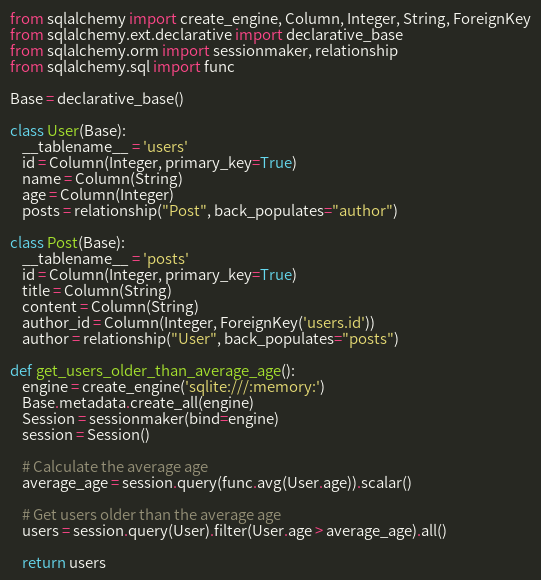 from sqlalchemy import create_engine, Column, Integer, String, ForeignKey
from sqlalchemy.ext.declarative import declarative_base
from sqlalchemy.orm import sessionmaker, relationship
from sqlalchemy.sql import func

Base = declarative_base()

class User(Base):
    __tablename__ = 'users'
    id = Column(Integer, primary_key=True)
    name = Column(String)
    age = Column(Integer)
    posts = relationship("Post", back_populates="author")

class Post(Base):
    __tablename__ = 'posts'
    id = Column(Integer, primary_key=True)
    title = Column(String)
    content = Column(String)
    author_id = Column(Integer, ForeignKey('users.id'))
    author = relationship("User", back_populates="posts")

def get_users_older_than_average_age():
    engine = create_engine('sqlite:///:memory:')
    Base.metadata.create_all(engine)
    Session = sessionmaker(bind=engine)
    session = Session()

    # Calculate the average age
    average_age = session.query(func.avg(User.age)).scalar()

    # Get users older than the average age
    users = session.query(User).filter(User.age > average_age).all()

    return users